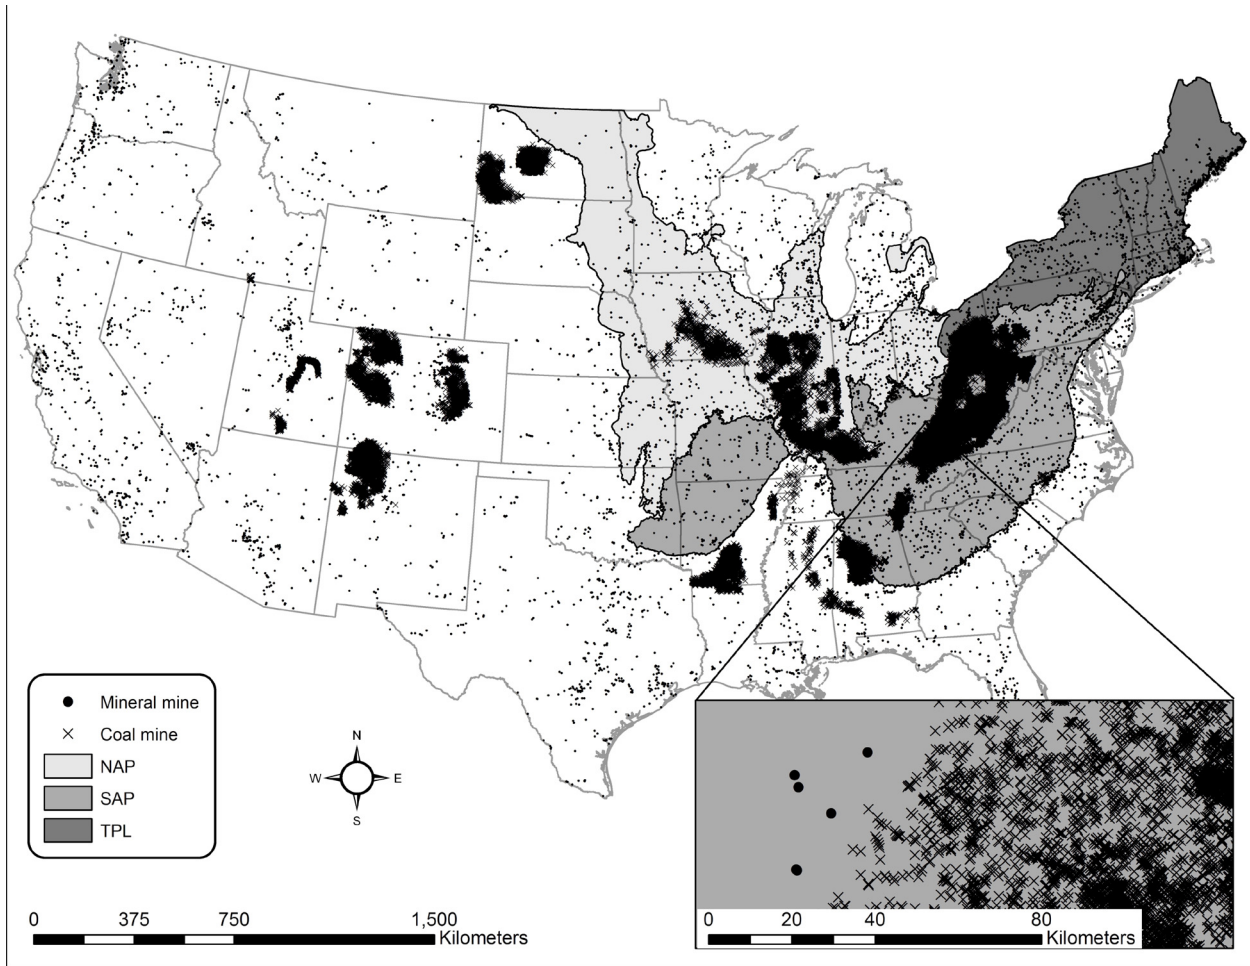 Mineral mine
Coal mine
NAP
SAP
TPL
N
W E
S
0 375 750 1,500
Kilometers
0 20 40 80
Kilometers